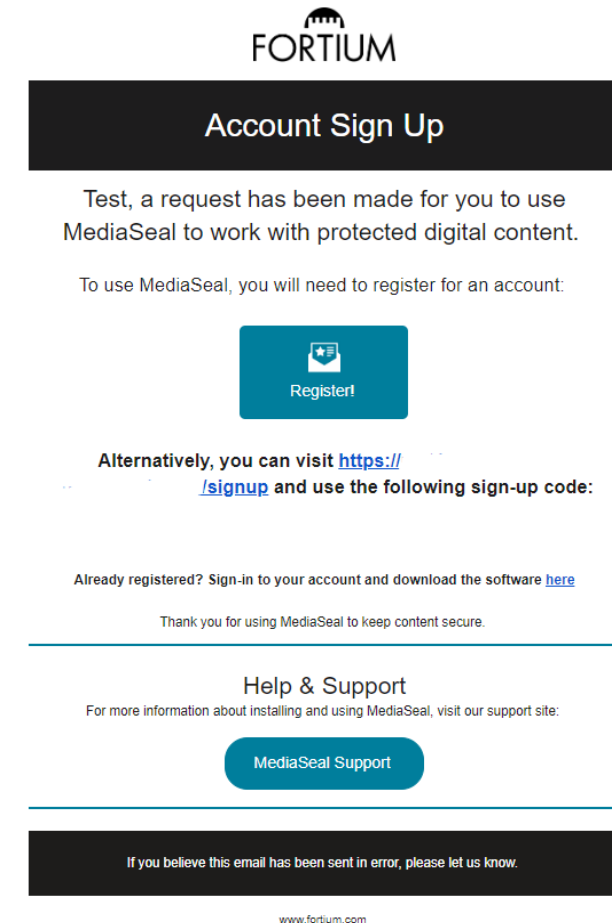 FORTIUM
Account Sign Up
Test, a request has been made for you to use
MediaSeal to work with protected digital content.
To use MediaSeal, you will need to register for an account:
Register!
Alternatively, you can visit https://
/signup and use the following sign-up code:
Already registered? Sign-in to your account and download the software here
Thank you for using MediaSeal to keep content secure.
Help & Support
For more information about installing and using MediaSeal, visit our support site:
MediaSeal Support
If you believe this email has been sent in error, please let us know.
www.fortium.com